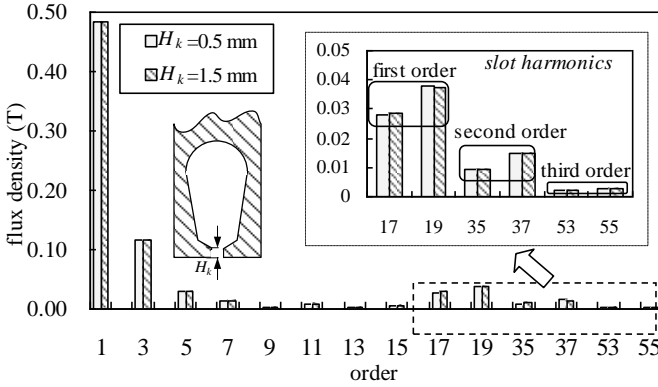 0.50
0.50
0.30
0.20
0.10
0.00
flux density (T)
H_k=0.5 mm
H_k=1.5 mm
H_k
0.05
0.04
0.03
0.02
0.01
0
slot harmonics
first order
second order
third order
17 19 35 37 53 55
1 3 5 7 9 11 13 15 17 19 35 37 53 55
order